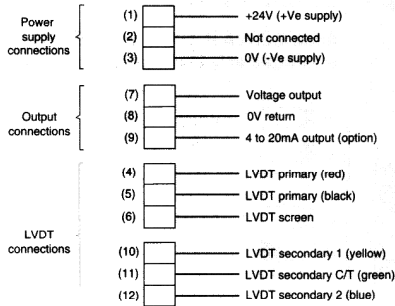 Power
supply
connections
(1) +24V (+Ve supply)
(2) Not connected
(3) 0V (-Ve supply)
Output
connections
(7) Voltage output
(8) 0V return
(9) 4 to 20mA output (option)
LVDT
connections
(4) LVDT primary (red)
(5) LVDT primary (black)
(6) LVDT screen
(10) LVDT secondary 1 (yellow)
(11) LVDT secondary C/T (green)
(12) LVDT secondary 2 (blue)